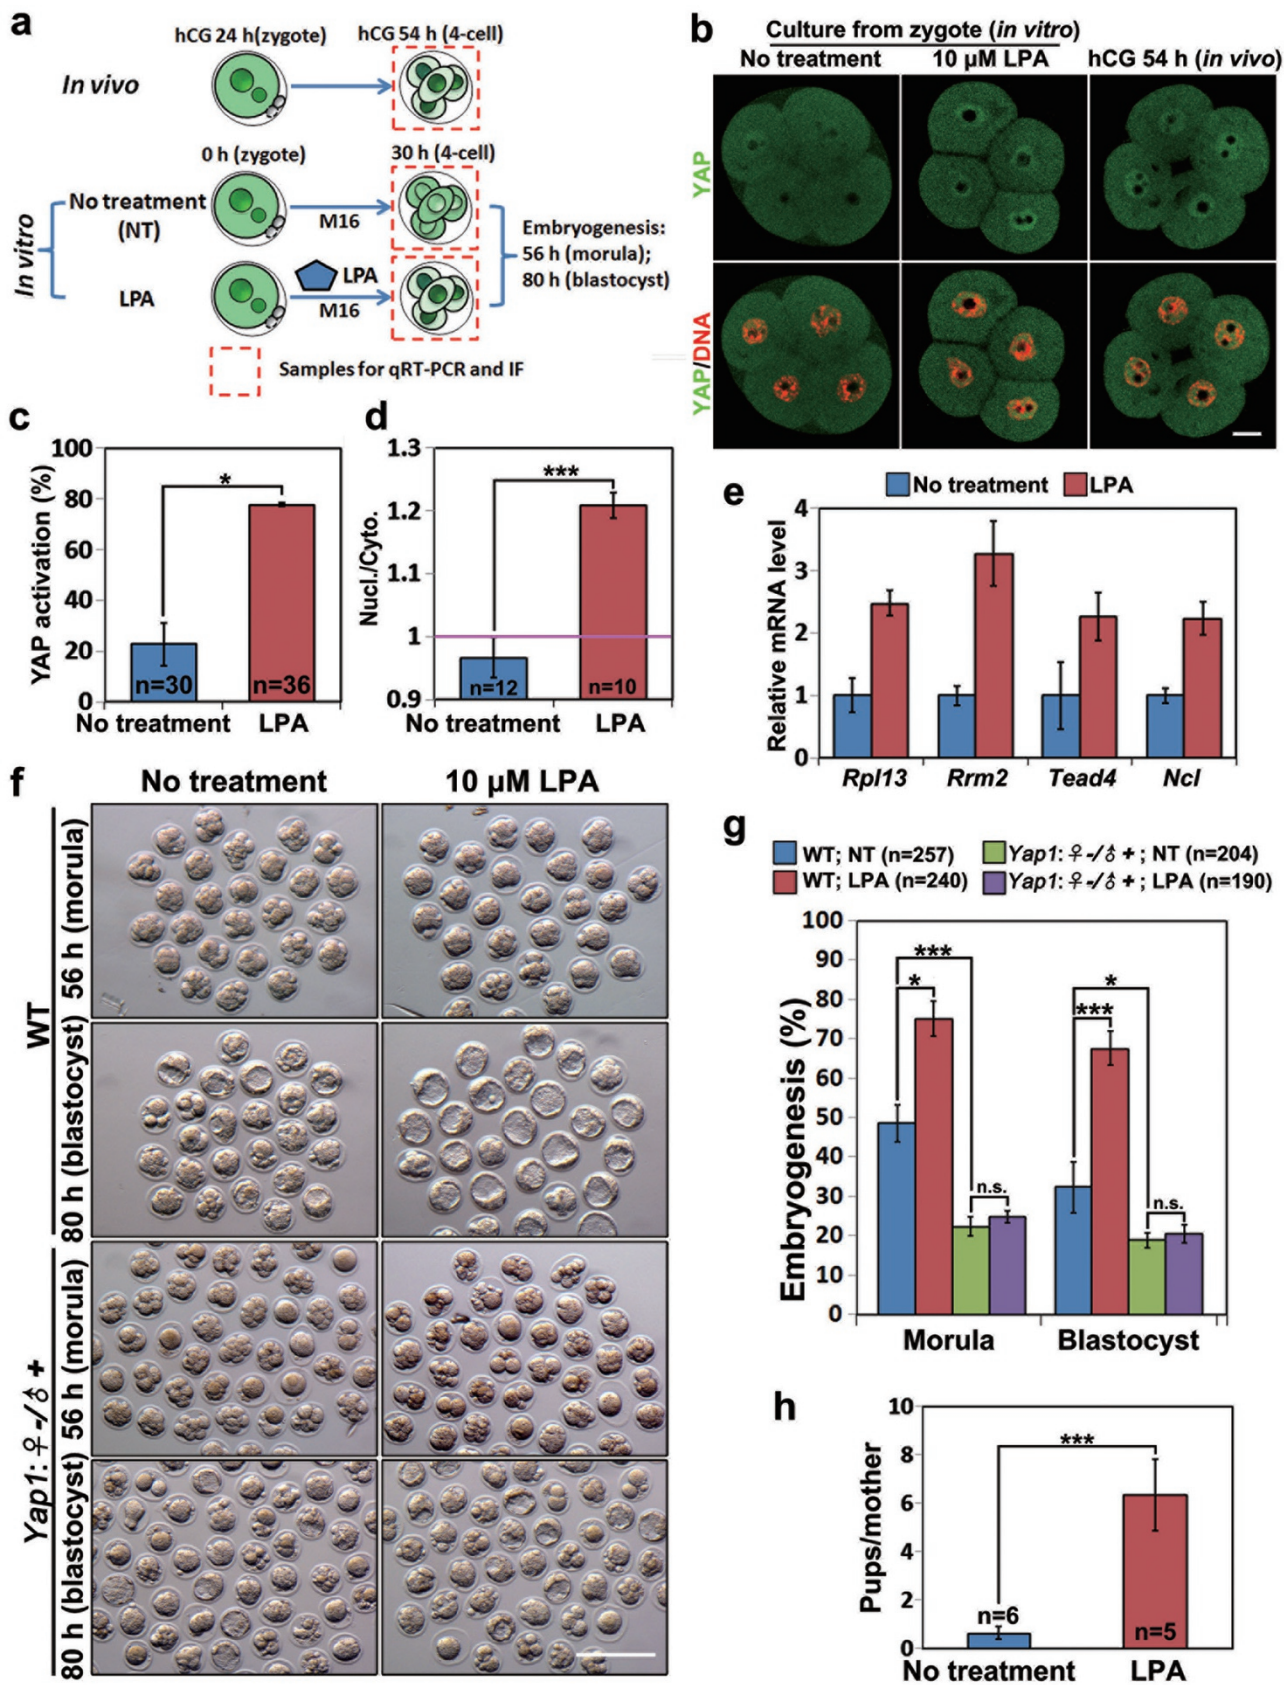 a
hCG 24 h(zygote)
hCG 54 h (4-cell)
In vivo
0 h (zygote)
30 h (4-cell)
In vitro
No treatment
(NT)
M16
LPA
LPA
M16
Embryogenesis:
56 h (morula);
80 h (blastocyst)
Samples for qRT-PCR and IF
b
Culture from zygote (in vitro)
No treatment
10 µM LPA
hCG 54 h (in vivo)
YAP
YAP/DNA
c
YAP activation (%)
100
80
60
40
20
0
*
n=30
n=36
No treatment
LPA
d
Nucl./Cyto.
1.3
1.2
1.1
1
0.9
***
n=12
n=10
No treatment
LPA
e
No treatment
LPA
Relative mRNA level
4
3
2
1
0
Rpl13
Rrm2
Tead4
Ncl
f
No treatment
10 µM LPA
WT
56 h (morula)
80 h (blastocyst)
Yap1: ♀-/♂+
56 h (morula)
80 h (blastocyst)
g
WT; NT (n=257)
Yap1: ♀-/♂+; NT (n=204)
WT; LPA (n=240)
Yap1: ♀-/♂+; LPA (n=190)
Embryogenesis (%)
100
90
80
70
60
50
40
30
20
10
0
***
*
n.s.
*
***
n.s.
Morula
Blastocyst
h
Pups/mother
10
8
6
4
2
0
***
n=6
n=5
No treatment
LPA